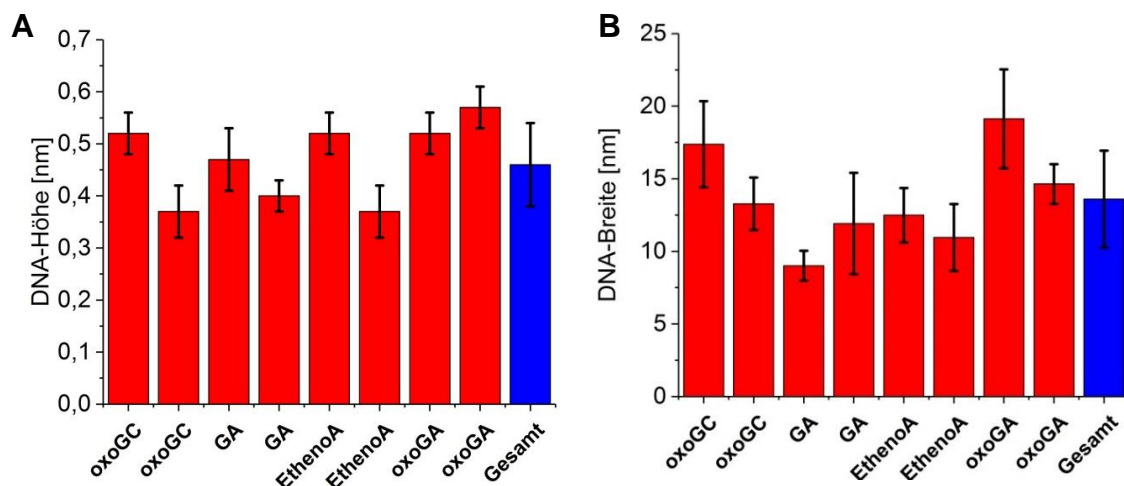 A
DNA-Höhe [nm]
0,7
0,6
0,5
0,4
0,3
0,2
0,1
0,0
oxoGC
oxoGC
GA
GA
EthenoA
EthenoA
oxoGA
oxoGA
Gesamt
B
DNA-Breite [nm]
25
20
15
10
5
0
oxoGC
oxoGC
GA
GA
EthenoA
EthenoA
oxoGA
oxoGA
Gesamt